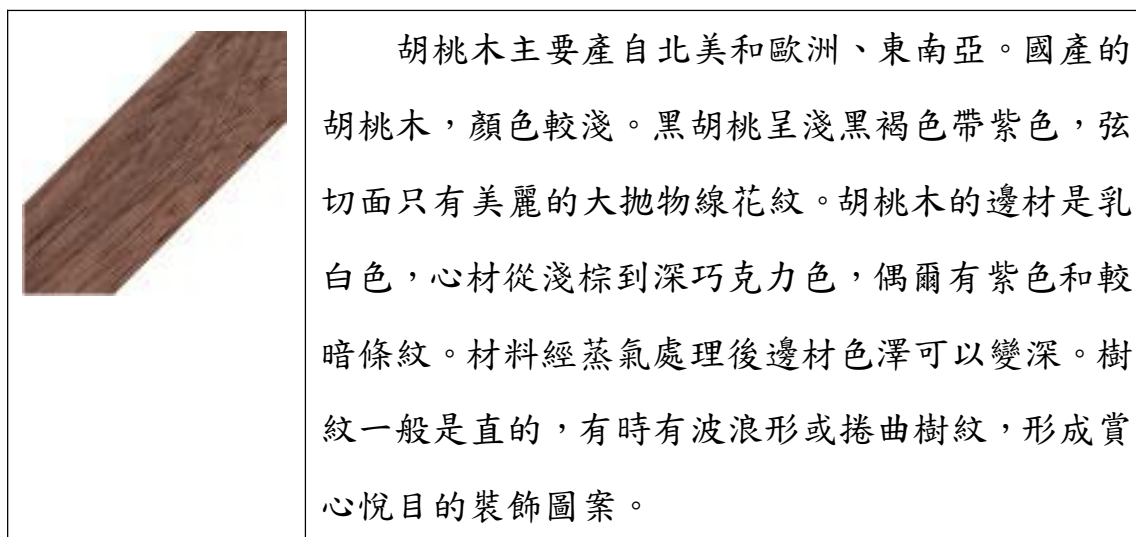 胡桃木主要產自北美和歐洲、東南亞。國產的
胡桃木，顏色較淺。黑胡桃呈淺黑褐色帶紫色，弦
切面只有美麗的大拋物線花紋。胡桃木的邊材是乳
白色，心材從淺棕到深巧克力色，偶爾有紫色和較
暗條紋。材料經蒸氣處理後邊材色澤可以變深。樹
紋一般是直的，有時有波浪形或捲曲樹紋，形成賞
心悅目的裝飾圖案。